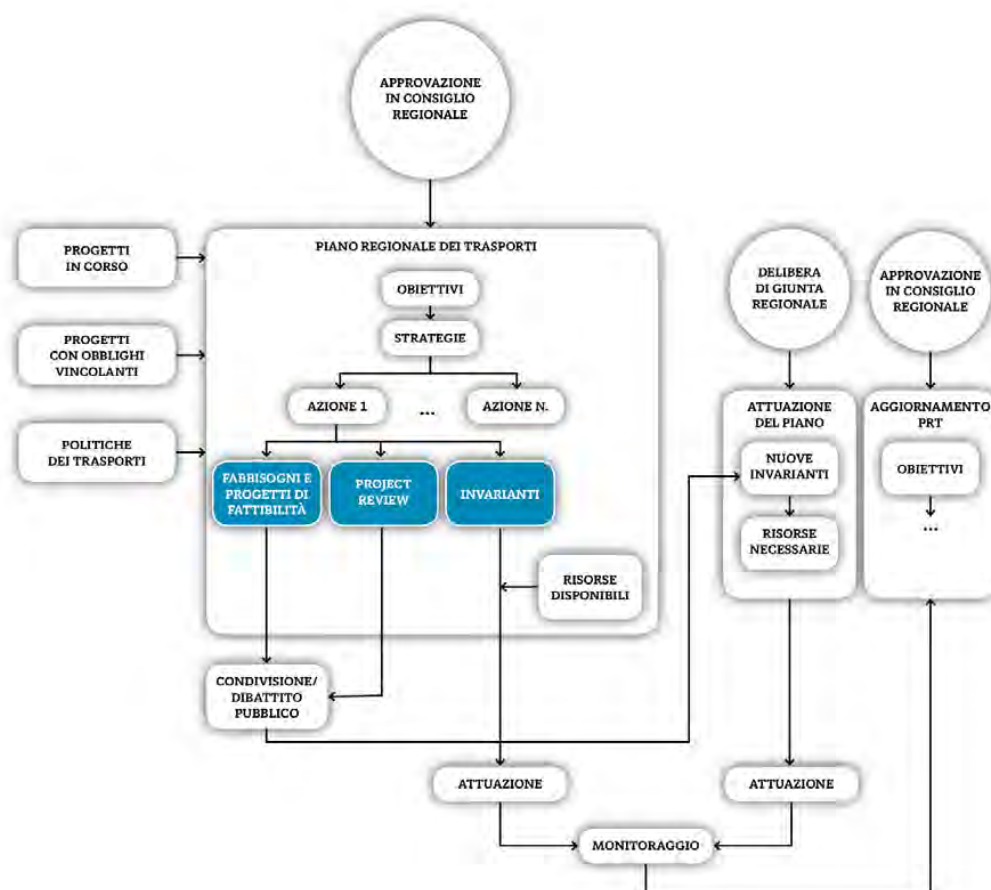 APPROVAZIONE
IN CONSIGLIO
REGIONALE
PROGETTI
IN CORSO
PROGETTI
CON OBBLIGHI
VINCOLANTI
POLITICHE
DEI TRASPORTI
PIANO REGIONALE DEI TRASPORTI
OBIETTIVI
STRATEGIE
AZIONE 1
...
AZIONE N.
FABBISOGNI E
PROGETTI DI
FATTIBILITÀ
PROJECT
REVIEW
INVARIANTI
RISORSE
DISPONIBILI
CONDIVISIONE/
DIBATTITO
PUBBLICO
DELIBERA
DI GIUNTA
REGIONALE
ATTUAZIONE
DEL PIANO
NUOVE
INVARIANTI
RISORSE
NECESSARIE
APPROVAZIONE
IN CONSIGLIO
REGIONALE
AGGIORNAMENTO
PRT
OBIETTIVI
...
ATTUAZIONE
ATTUAZIONE
MONITORAGGIO